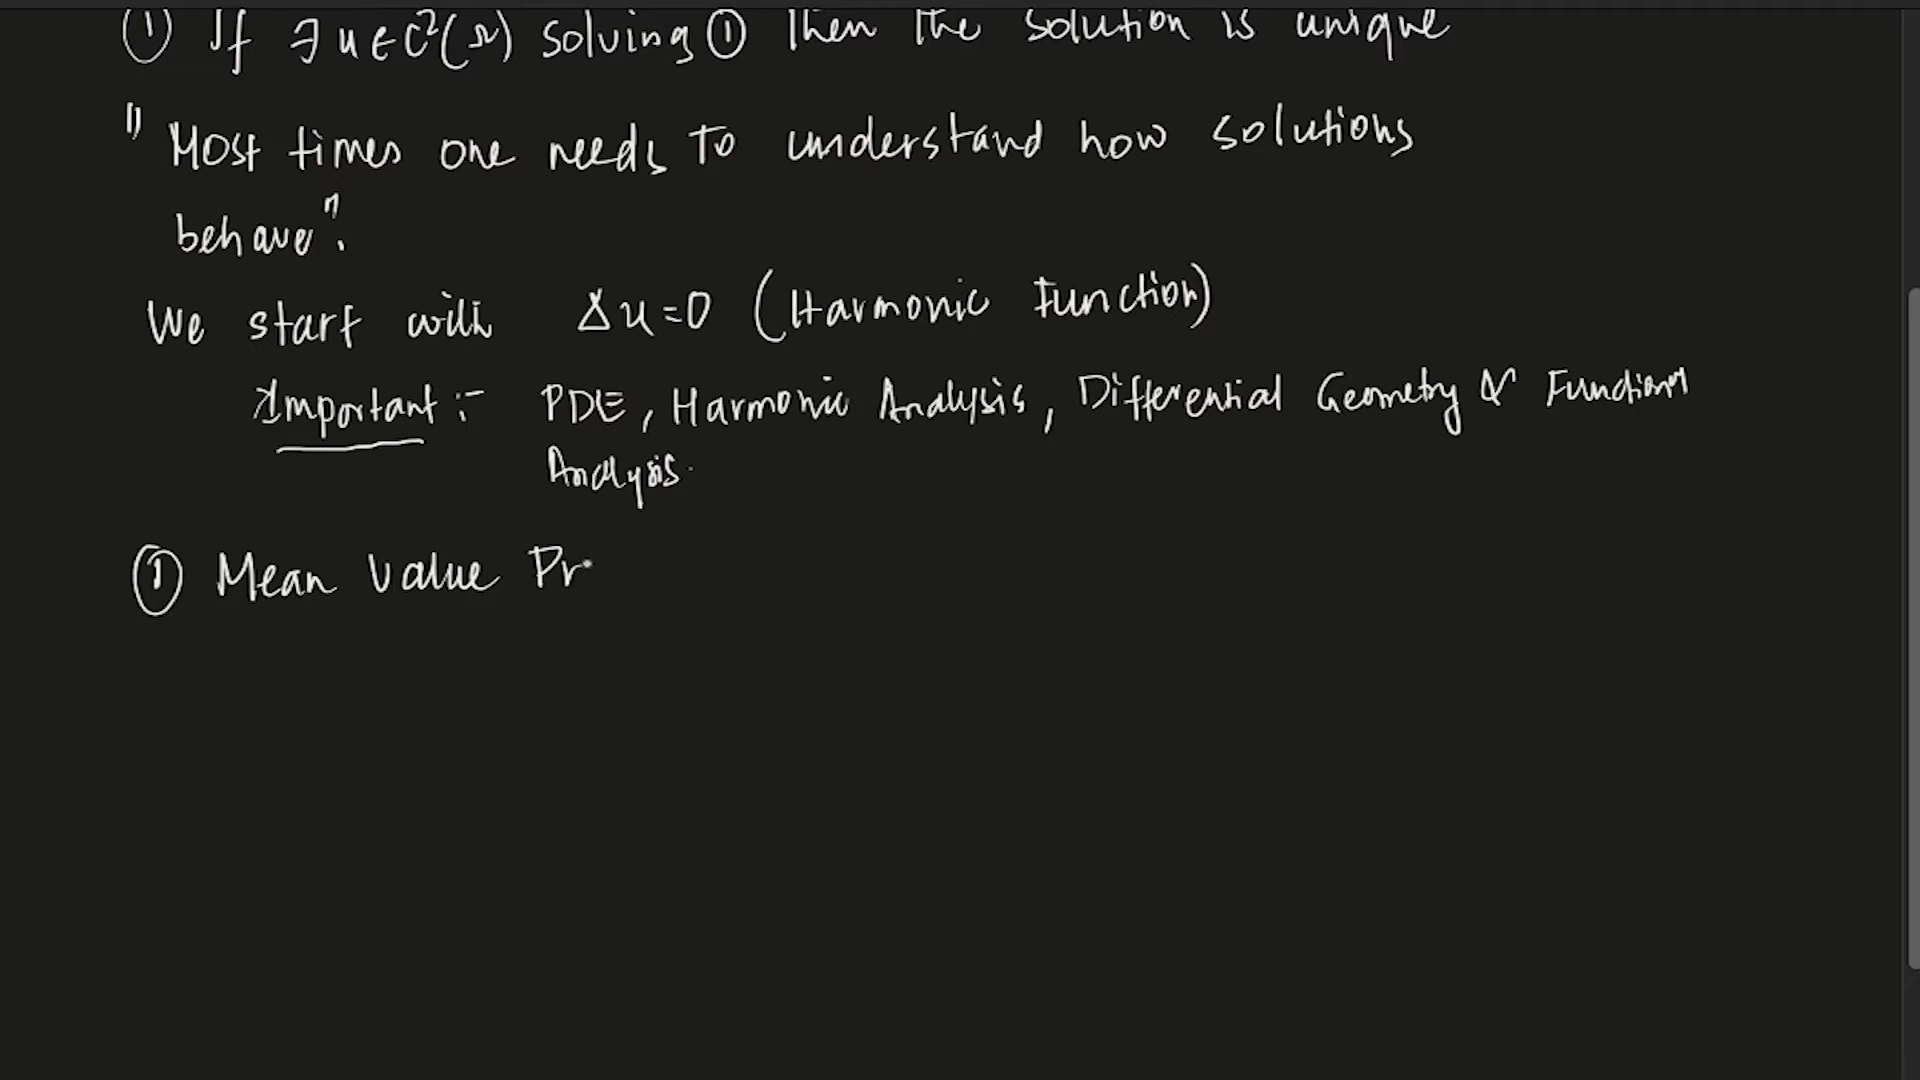 ① If ∃ u ∈ C²(Ω) solving ① Then the solution is unique
" Most times one needs To understand how solutions
behave".
We start with Δu=0 (Harmonic Function)
Important :- PDE, Harmonic Analysis, Differential Geometry & Functional
Analysis.
① Mean Value Pr